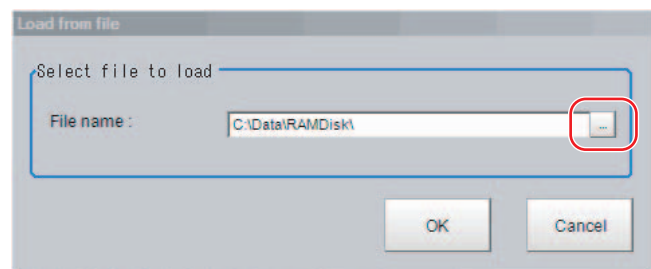 Load from file
Select file to load
File name :
C:\Data\RAMDisk\
...
OK
Cancel